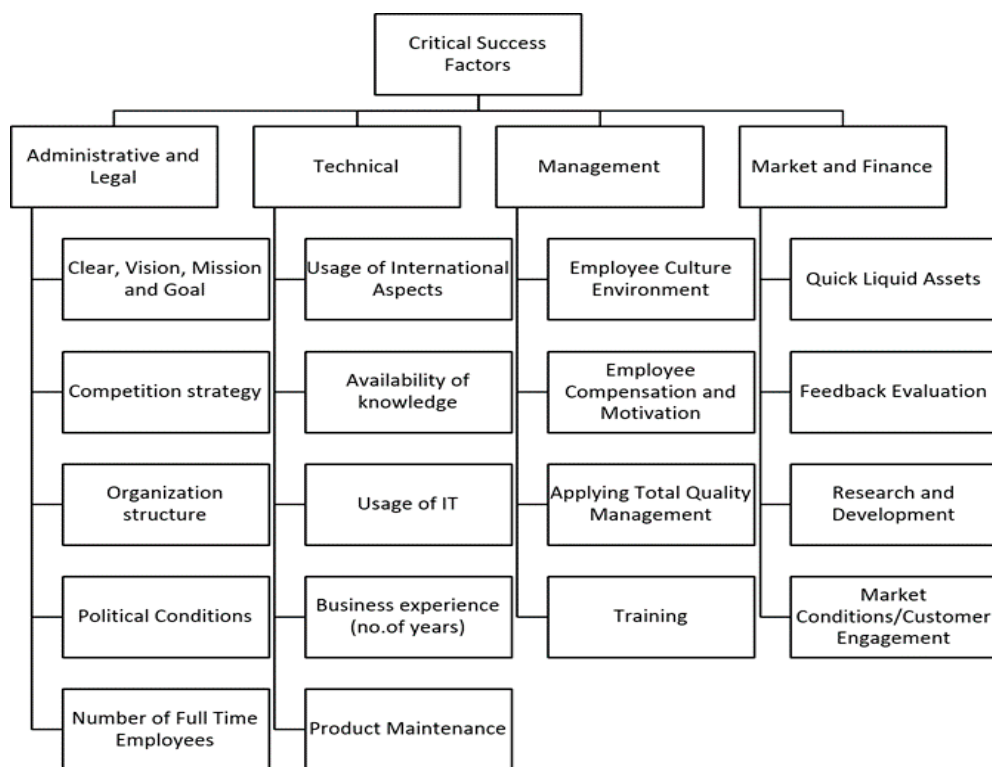 Critical Success
Factors
Administrative and
Legal
Technical
Management
Market and Finance
Clear, Vision, Mission
and Goal
Usage of International
Aspects
Employee Culture
Environment
Quick Liquid Assets
Competition strategy
Availability of
knowledge
Employee
Compensation and
Motivation
Feedback Evaluation
Organization
structure
Usage of IT
Applying Total Quality
Management
Research and
Development
Political Conditions
Business experience
(no.of years)
Training
Market
Conditions/Customer
Engagement
Number of Full Time
Employees
Product Maintenance